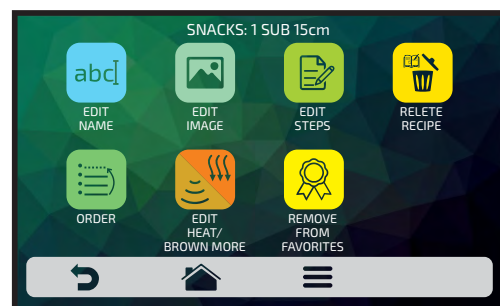 SNACKS: 1 SUB 15cm
abc
EDIT
NAME
EDIT
IMAGE
EDIT
STEPS
RELETE
RECIPE
ORDER
EDIT
HEAT/
BROWN MORE
REMOVE
FROM
FAVORITES